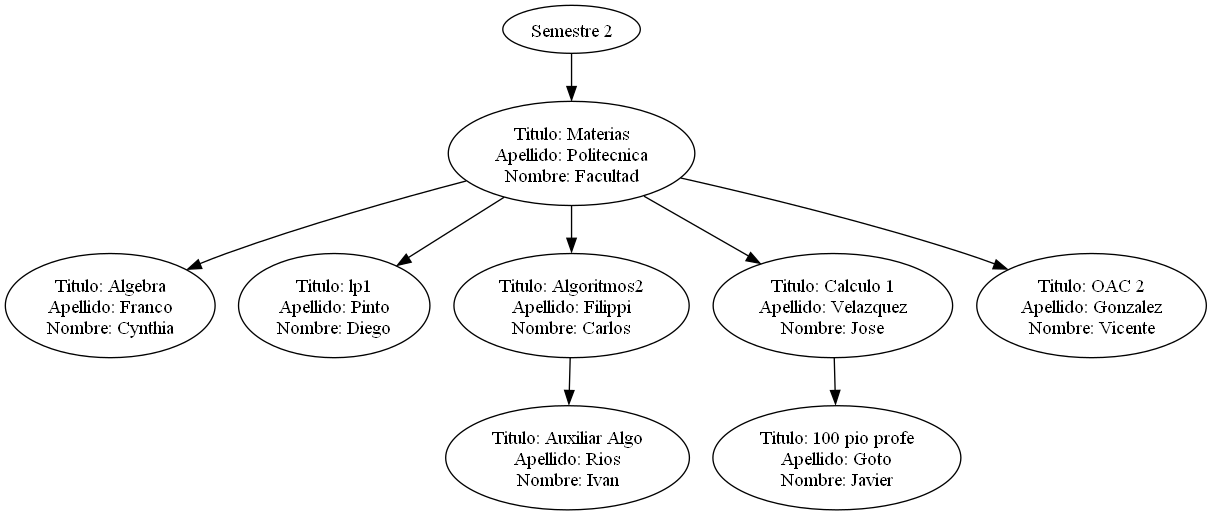 Semestre 2
Titulo: Materias
Apellido: Politecnica
Nombre: Facultad
Titulo: Algebra
Apellido: Franco
Nombre: Cynthia
Titulo: lp1
Apellido: Pinto
Nombre: Diego
Titulo: Algoritmos2
Apellido: Filippi
Nombre: Carlos
Titulo: Calculo 1
Apellido: Velazquez
Nombre: Jose
Titulo: OAC 2
Apellido: Gonzalez
Nombre: Vicente
Titulo: Auxiliar Algo
Apellido: Rios
Nombre: Ivan
Titulo: 100 pio profe
Apellido: Goto
Nombre: Javier